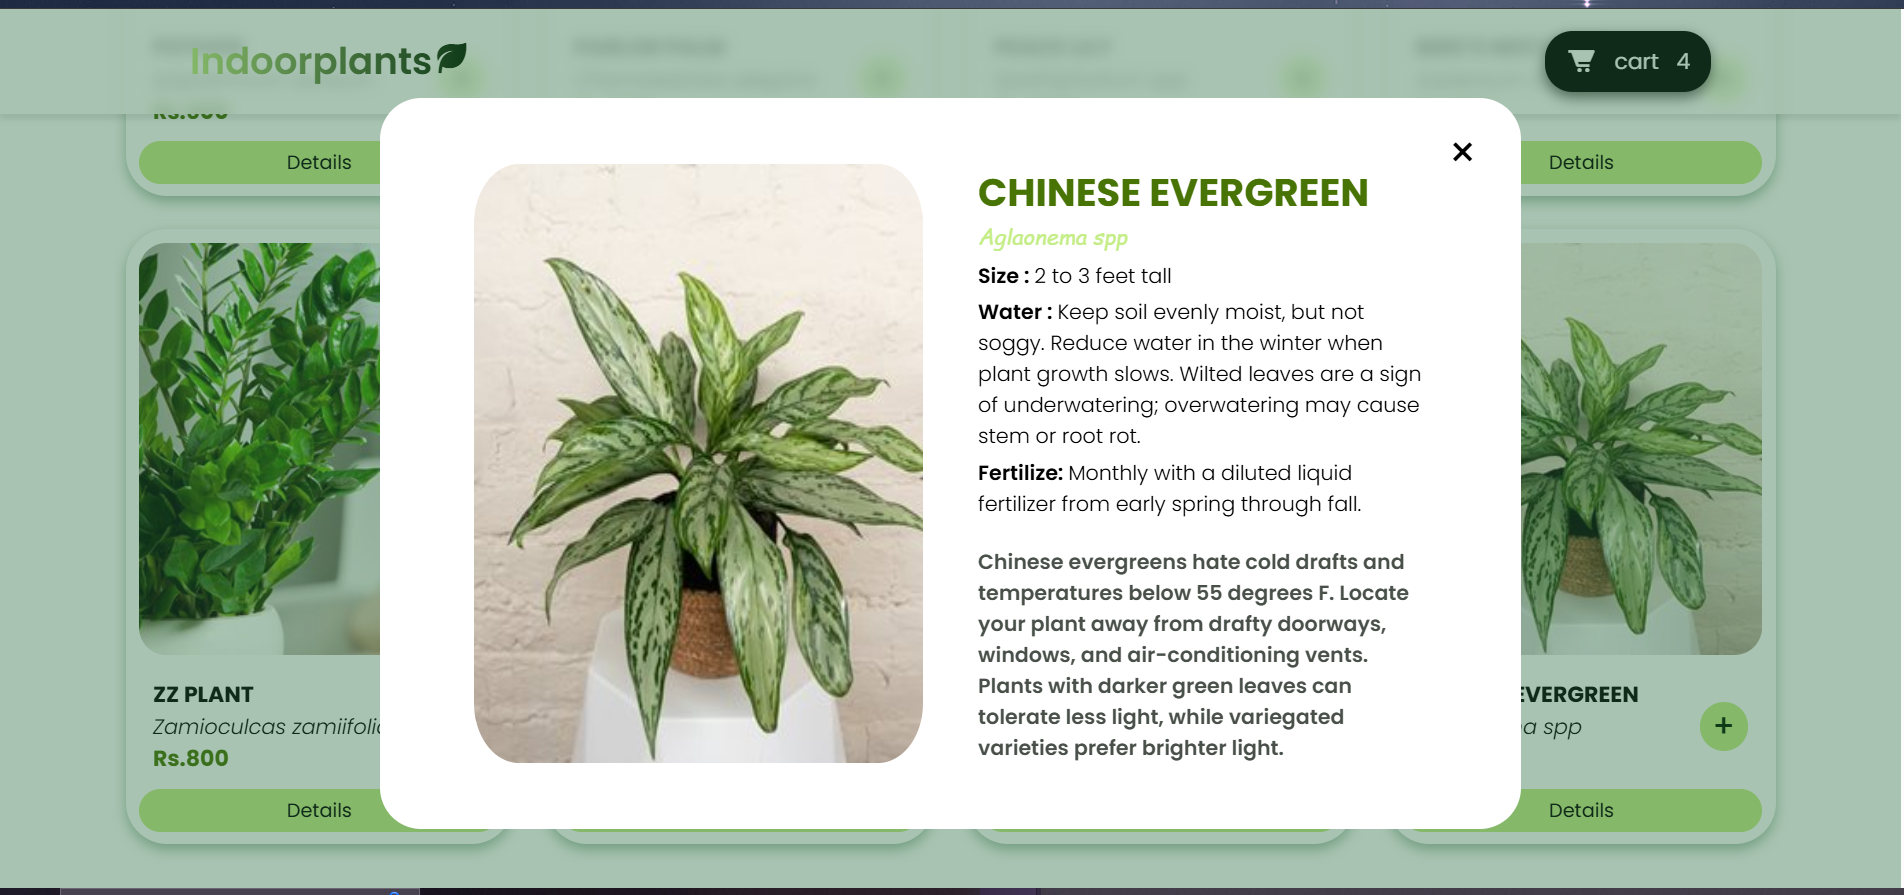 Indoorplants
cart 4
Details
Details
CHINESE EVERGREEN
Aglaonema spp
Size : 2 to 3 feet tall
Water : Keep soil evenly moist, but not
soggy. Reduce water in the winter when
plant growth slows. Wilted leaves are a sign
of underwatering; overwatering may cause
stem or root rot.
Fertilize: Monthly with a diluted liquid
fertilizer from early spring through fall.
Chinese evergreens hate cold drafts and
temperatures below 55 degrees F. Locate
your plant away from drafty doorways,
windows, and air-conditioning vents.
Plants with darker green leaves can
tolerate less light, while variegated
varieties prefer brighter light.
ZZ PLANT
Zamioculcas zamiifolia
Rs.800
Details
EVERGREEN
spp
+
Details